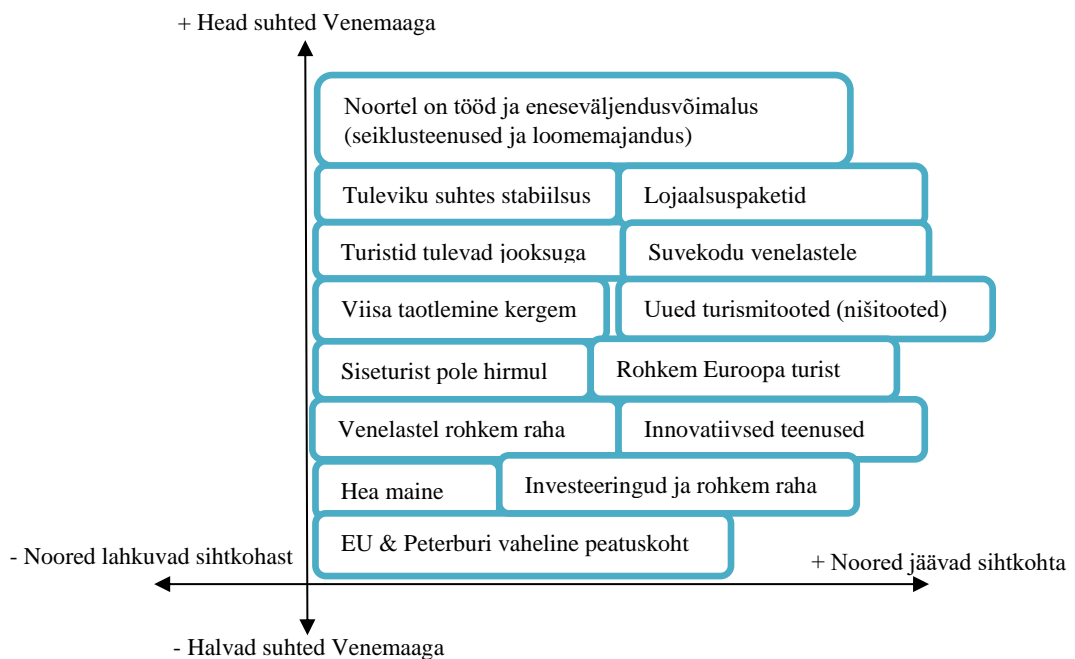 + Head suhted Venemaaga
Noortel on tööd ja eneseväljendusvõimalus
(seiklusteenused ja loomemajandus)
Tuleviku suhtes stabiilsus
Lojaalsuspaketid
Turistid tulevad jooksuga
Suvekodu venelastele
Viisa taotlemine kergem
Uued turismitooted (nišitooted)
Siseturist pole hirmul
Rohkem Euroopa turist
Venelastel rohkem raha
Innovatiivsed teenused
Hea maine
Investeeringud ja rohkem raha
EU & Peterburi vaheline peatuskoht
- Noored lahkuvad sihtkohast
+ Noored jäävad sihtkohta
- Halvad suhted Venemaaga